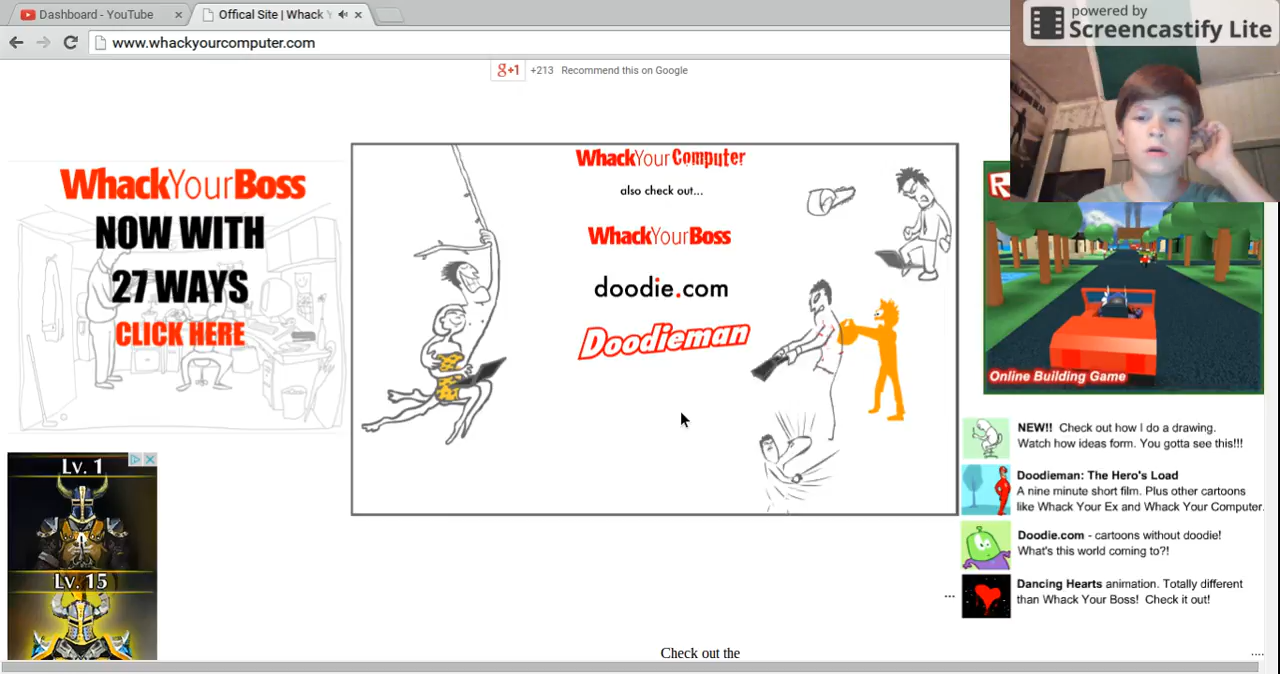 Dashboard - YouTube
Offical Site | Whack Y
www.whackyourcomputer.com
powered by
Screencastify Lite
g+1 +213 Recommend this on Google
WhackYourBoss
NOW WITH
27 WAYS
CLICK HERE
Lv. 1
Lv. 15
WhackYourComputer
also check out...
WhackYourBoss
doodie.com
Doodieman
R
Online Building Game
NEW!! Check out how I do a drawing.
Watch how ideas form. You gotta see this!!!
Doodieman: The Hero's Load
A nine minute short film. Plus other cartoons
like Whack Your Ex and Whack Your Computer.
Doodie.com - cartoons without doodie!
What's this world coming to?!
Dancing Hearts animation. Totally different
than Whack Your Boss! Check it out!
...
....
Check out the